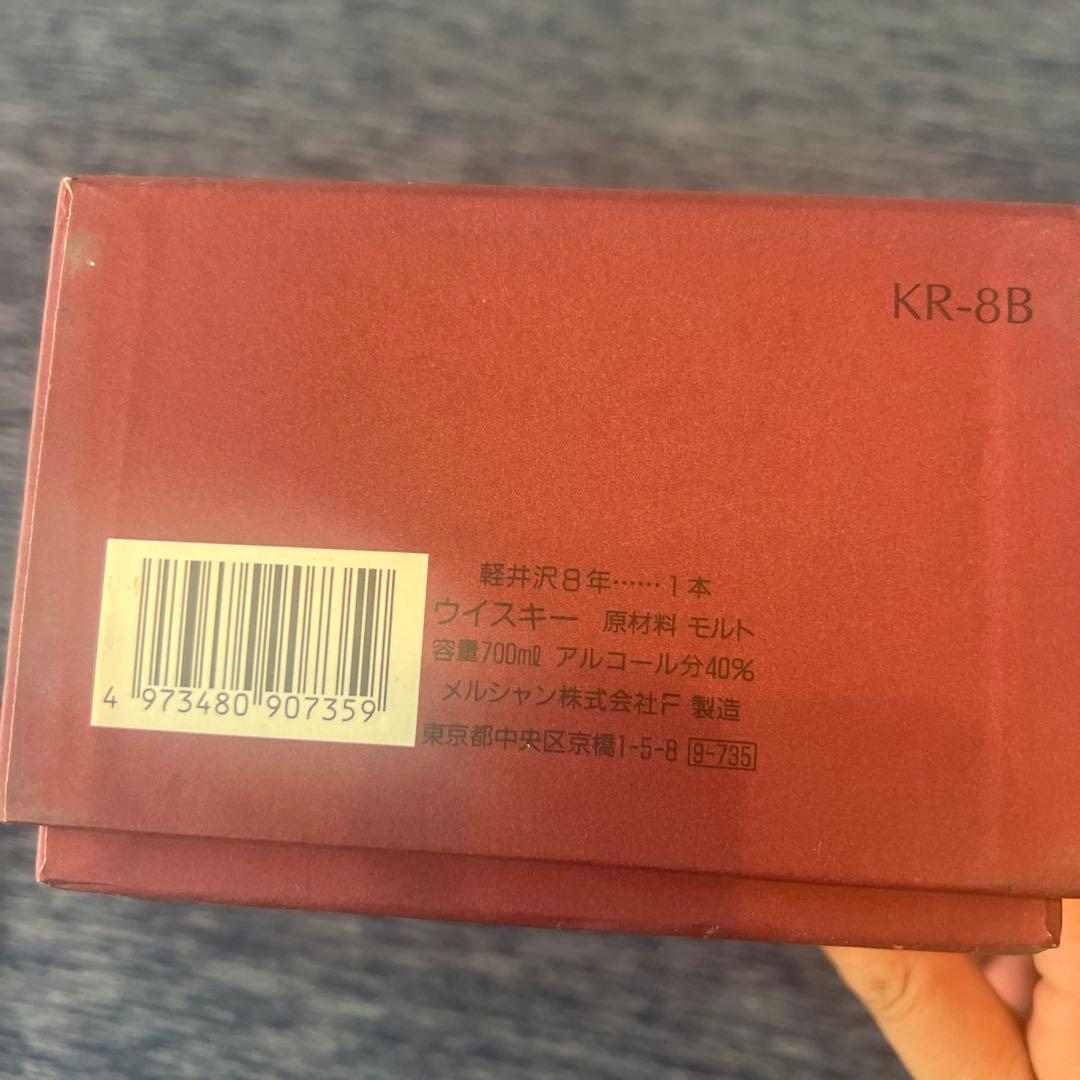 KR-8B
軽井沢8年……1本
ウイスキー 原材料 モルト
容量700mℓ アルコール分40%
メルシャン株式会社F 製造
東京都中央区京橋1-5-8 9-735
4 973480 907359